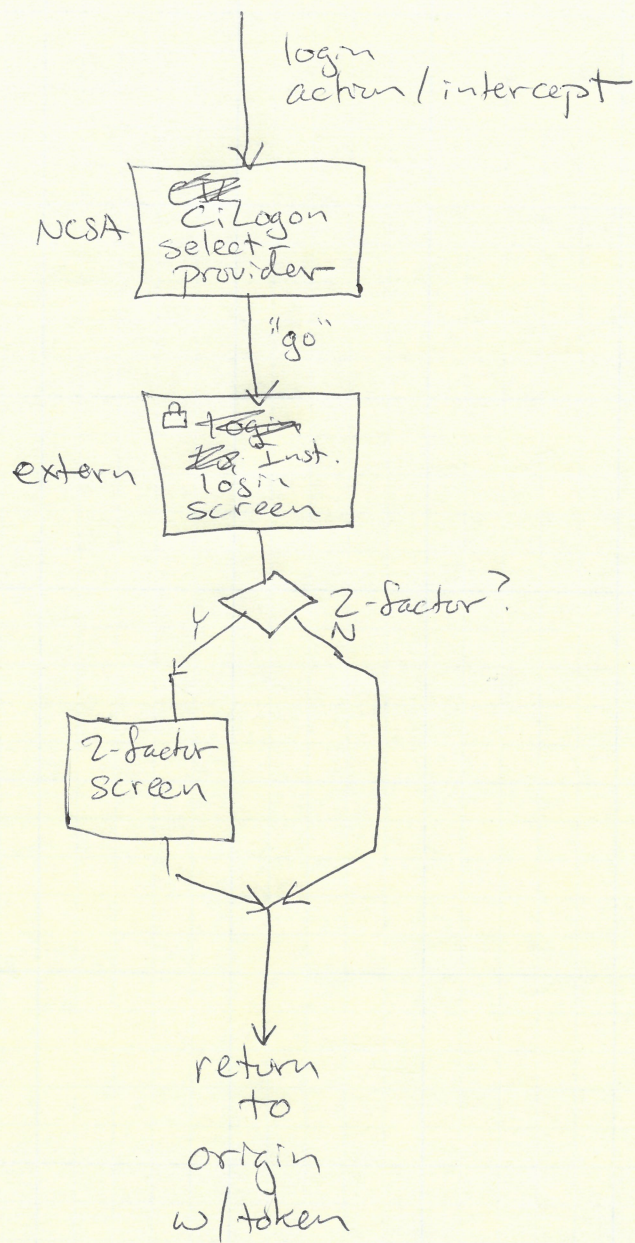 login
action/intercept
NCSA
CiLogon
select-
provider
"go"
extern
Inst.
login
screen
2-factor?
Y
N
2-factor
screen
return
to
origin
w/token